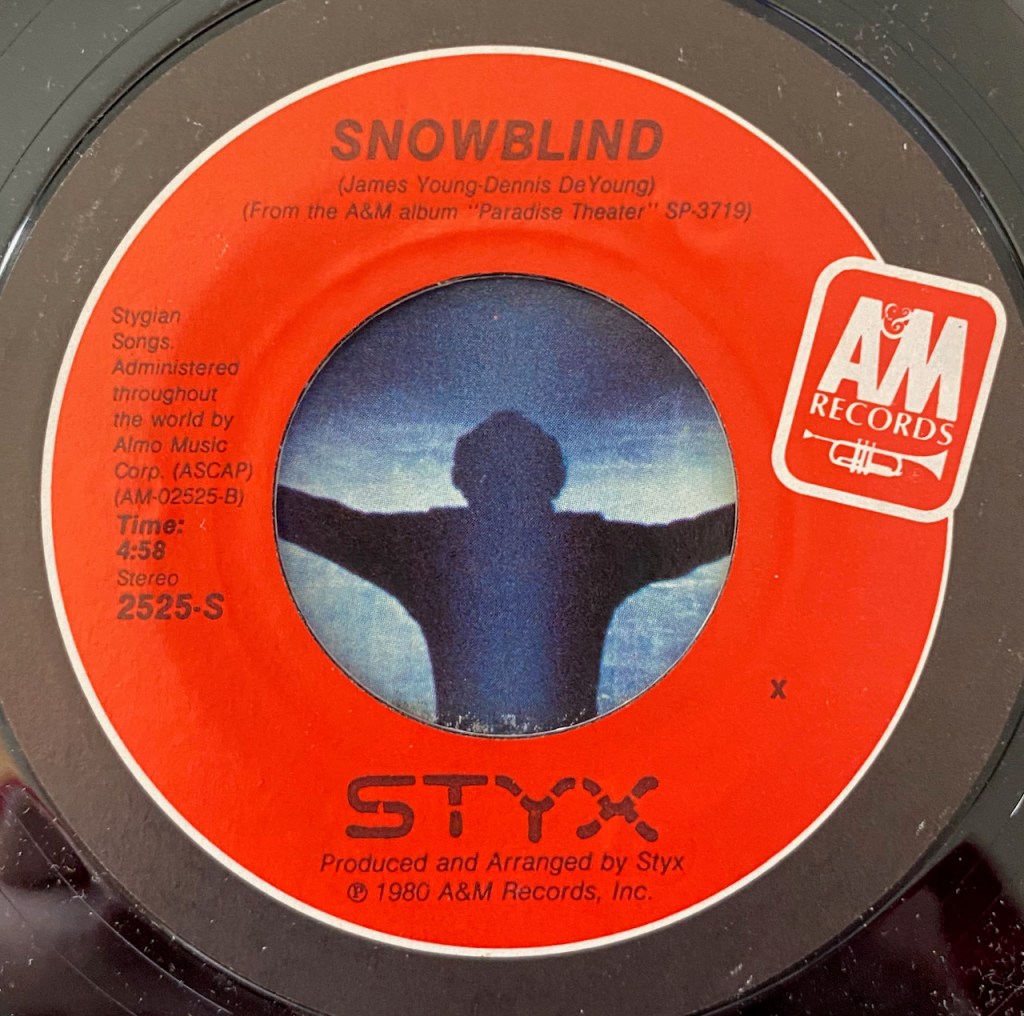 SNOWBLIND
(James Young-Dennis DeYoung)
(From the A&M album "Paradise Theater" SP-3719)
Stygian
Songs.
Administered
throughout
the world by
Almo Music
Corp. (ASCAP)
(AM-02525-B)
Time:
4:58
Stereo
2525-S
A&M
RECORDS
X
STYX
Produced and Arranged by Styx
℗ 1980 A&M Records, Inc.